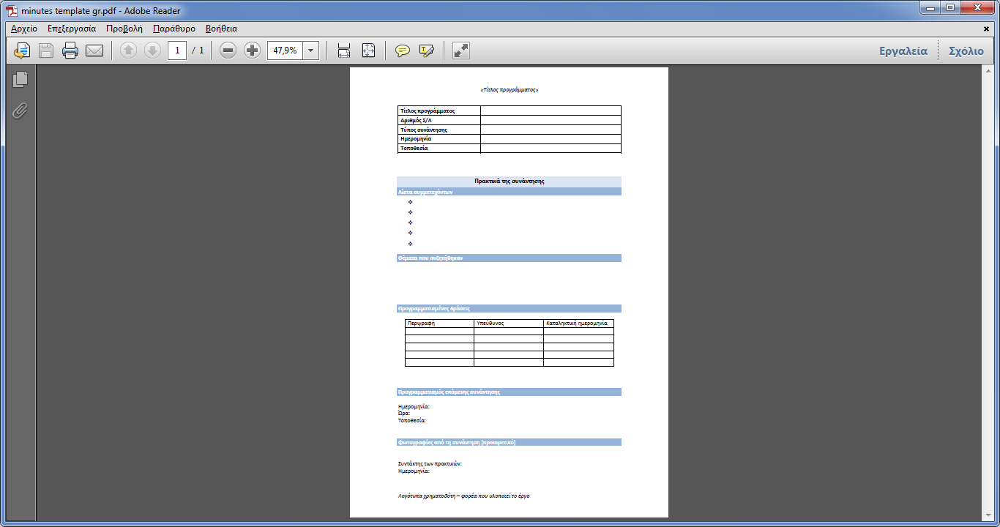 minutes template gr.pdf - Adobe Reader
Αρχείο Επεξεργασία Προβολή Παράθυρο Βοήθεια
1 / 1 47,9% Εργαλεία Σχόλιο
«Τίτλος προγράμματος»
Τίτλος προγράμματος
Αριθμός Σ/Λ
Τύπος συνάντησης
Ημερομηνία
Τοποθεσία
Πρακτικά της συνάντησης
Λίστα συμμετεχόντων
Θέματα που συζητήθηκαν
Προγραμματισμένες δράσεις
Περιγραφή Υπεύθυνος Καταληκτική ημερομηνία
Προγραμματισμός επόμενης συνάντησης
Ημερομηνία:
Ώρα:
Τοποθεσία:
Φωτογραφίες από τη συνάντηση (προαιρετικό)
Συντάκτης των πρακτικών:
Ημερομηνία:
Λογότυπα χρηματοδότη – φορέα που υλοποιεί το έργο